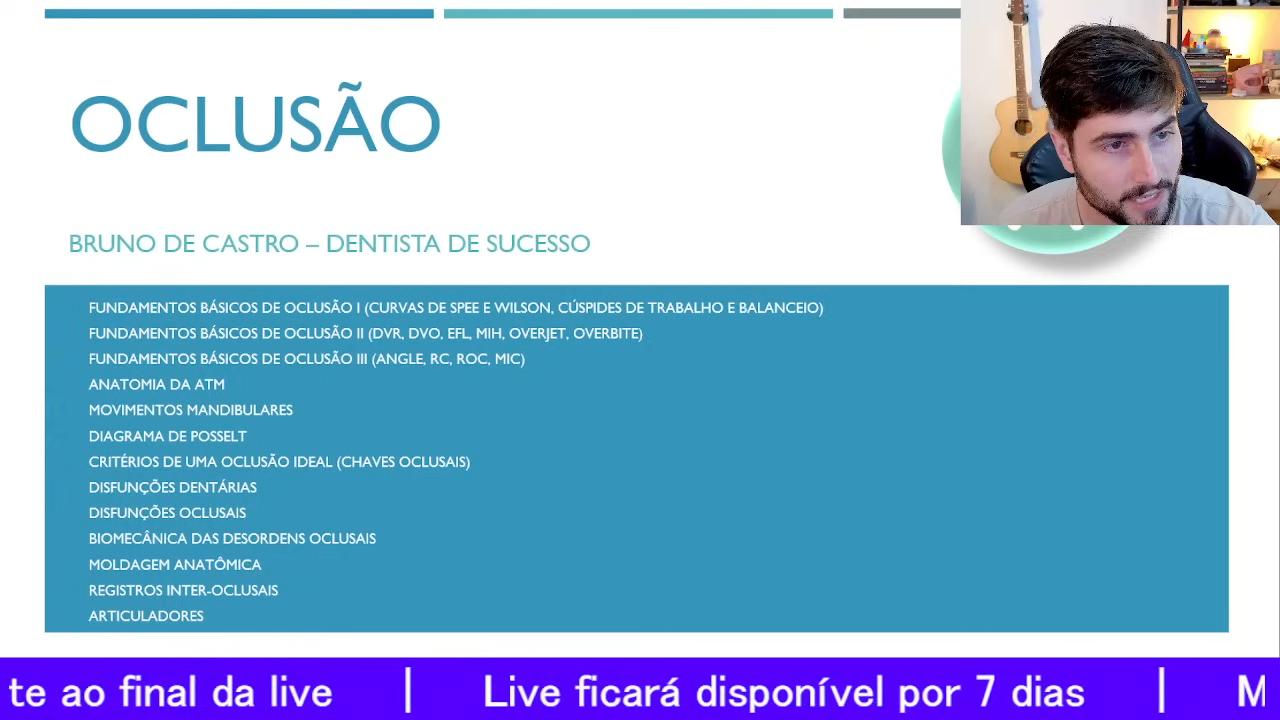 OCLUSÃO
BRUNO DE CASTRO – DENTISTA DE SUCESSO
FUNDAMENTOS BÁSICOS DE OCLUSÃO I (CURVAS DE SPEE E WILSON, CÚSPIDES DE TRABALHO E BALANCEIO)
FUNDAMENTOS BÁSICOS DE OCLUSÃO II (DVR, DVO, EFL, MIH, OVERJET, OVERBITE)
FUNDAMENTOS BÁSICOS DE OCLUSÃO III (ANGLE, RC, ROC, MIC)
ANATOMIA DA ATM
MOVIMENTOS MANDIBULARES
DIAGRAMA DE POSSELT
CRITÉRIOS DE UMA OCLUSÃO IDEAL (CHAVES OCLUSAIS)
DISFUNÇÕES DENTÁRIAS
DISFUNÇÕES OCLUSAIS
BIOMECÂNICA DAS DESORDENS OCLUSAIS
MOLDAGEM ANATÔMICA
REGISTROS INTER-OCLUSAIS
ARTICULADORES
te ao final da live | Live ficará disponível por 7 dias | M